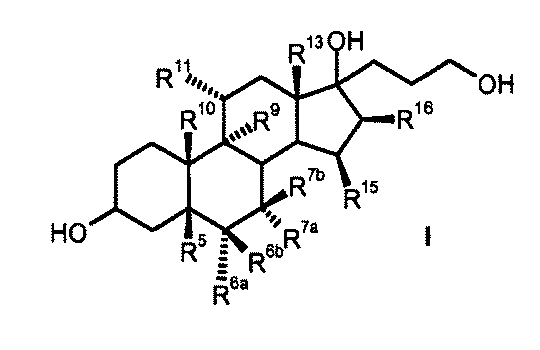 R¹³ OH
R¹¹ OH
R¹⁰ R⁹ R¹⁶
R⁷ᵇ
R¹⁵
HO R⁷ᵃ I
R⁵ R⁶ᵇ
R⁶ᵃ